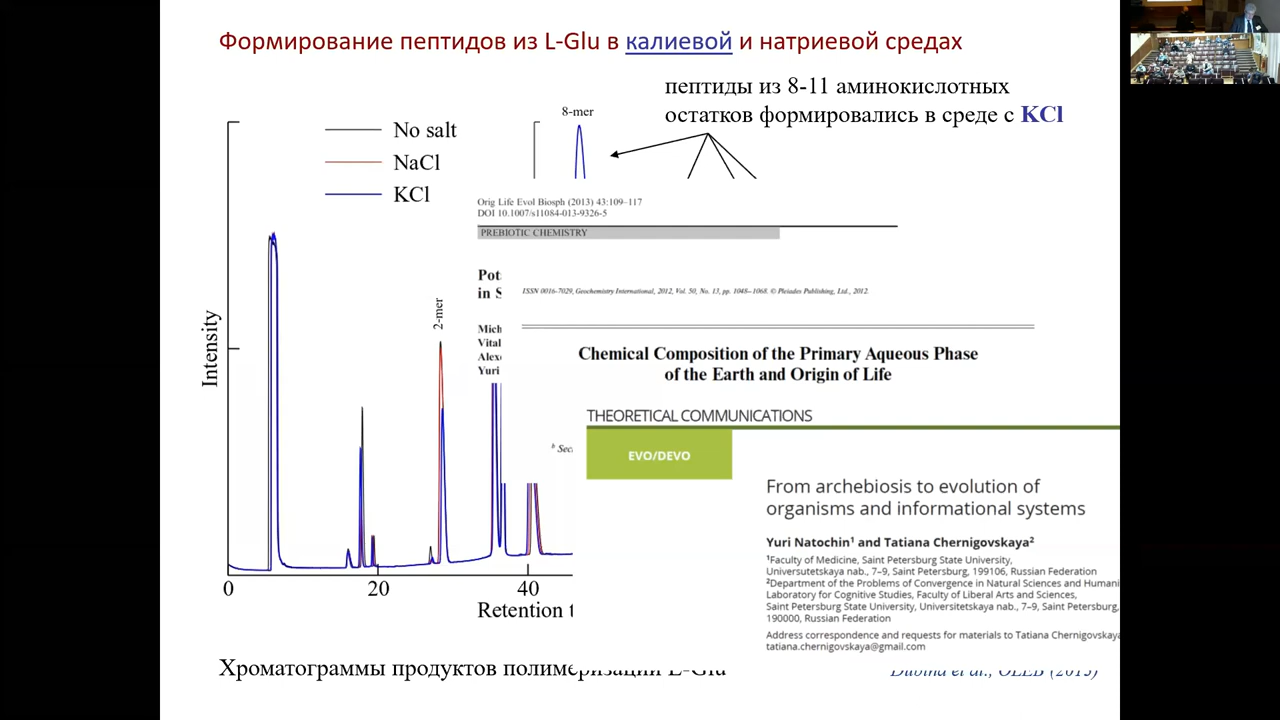 Формирование пептидов из L-Glu в калиевой и натриевой средах
пептиды из 8-11 аминокислотных
остатков формировались в среде с KCl
8-mer
No salt
NaCl
KCl
Orig Life Evol Biosph (2013) 43:109–117
DOI 10.1007/s11084-013-9326-5
PREBIOTIC CHEMISTRY
in
ISSN 0016-7029, Geochemistry International, 2012, Vol. 50, No. 13, pp. 1048–1068. © Pleiades Publishing, Ltd., 2012.
2-mer
Intensity
Chemical Composition of the Primary Aqueous Phase
of the Earth and Origin of Life
THEORETICAL COMMUNICATIONS
EVO/DEVO
From archebiosis to evolution of
organisms and informational systems
Yuri Natochin¹ and Tatiana Chernigovskaya²
¹Faculty of Medicine, Saint Petersburg State University,
Universutetskaya nab., 7–9, Saint Petersburg, 199106, Russian Federation
²Department of the Problems of Convergence in Natural Sciences and Humani
Laboratory for Cognitive Studies, Faculty of Liberal Arts and Sciences,
Saint Petersburg State University, Universitetskaya nab., 7–9, Saint Petersburg,
190000, Russian Federation
Address correspondence and requests for materials to Tatiana Chernigovskaya
tatiana.chernigovskaya@gmail.com
0 20 40
Retention t
Хроматограммы продуктов полимеризации L-Glu
Dubina et al., OLEB (2013)